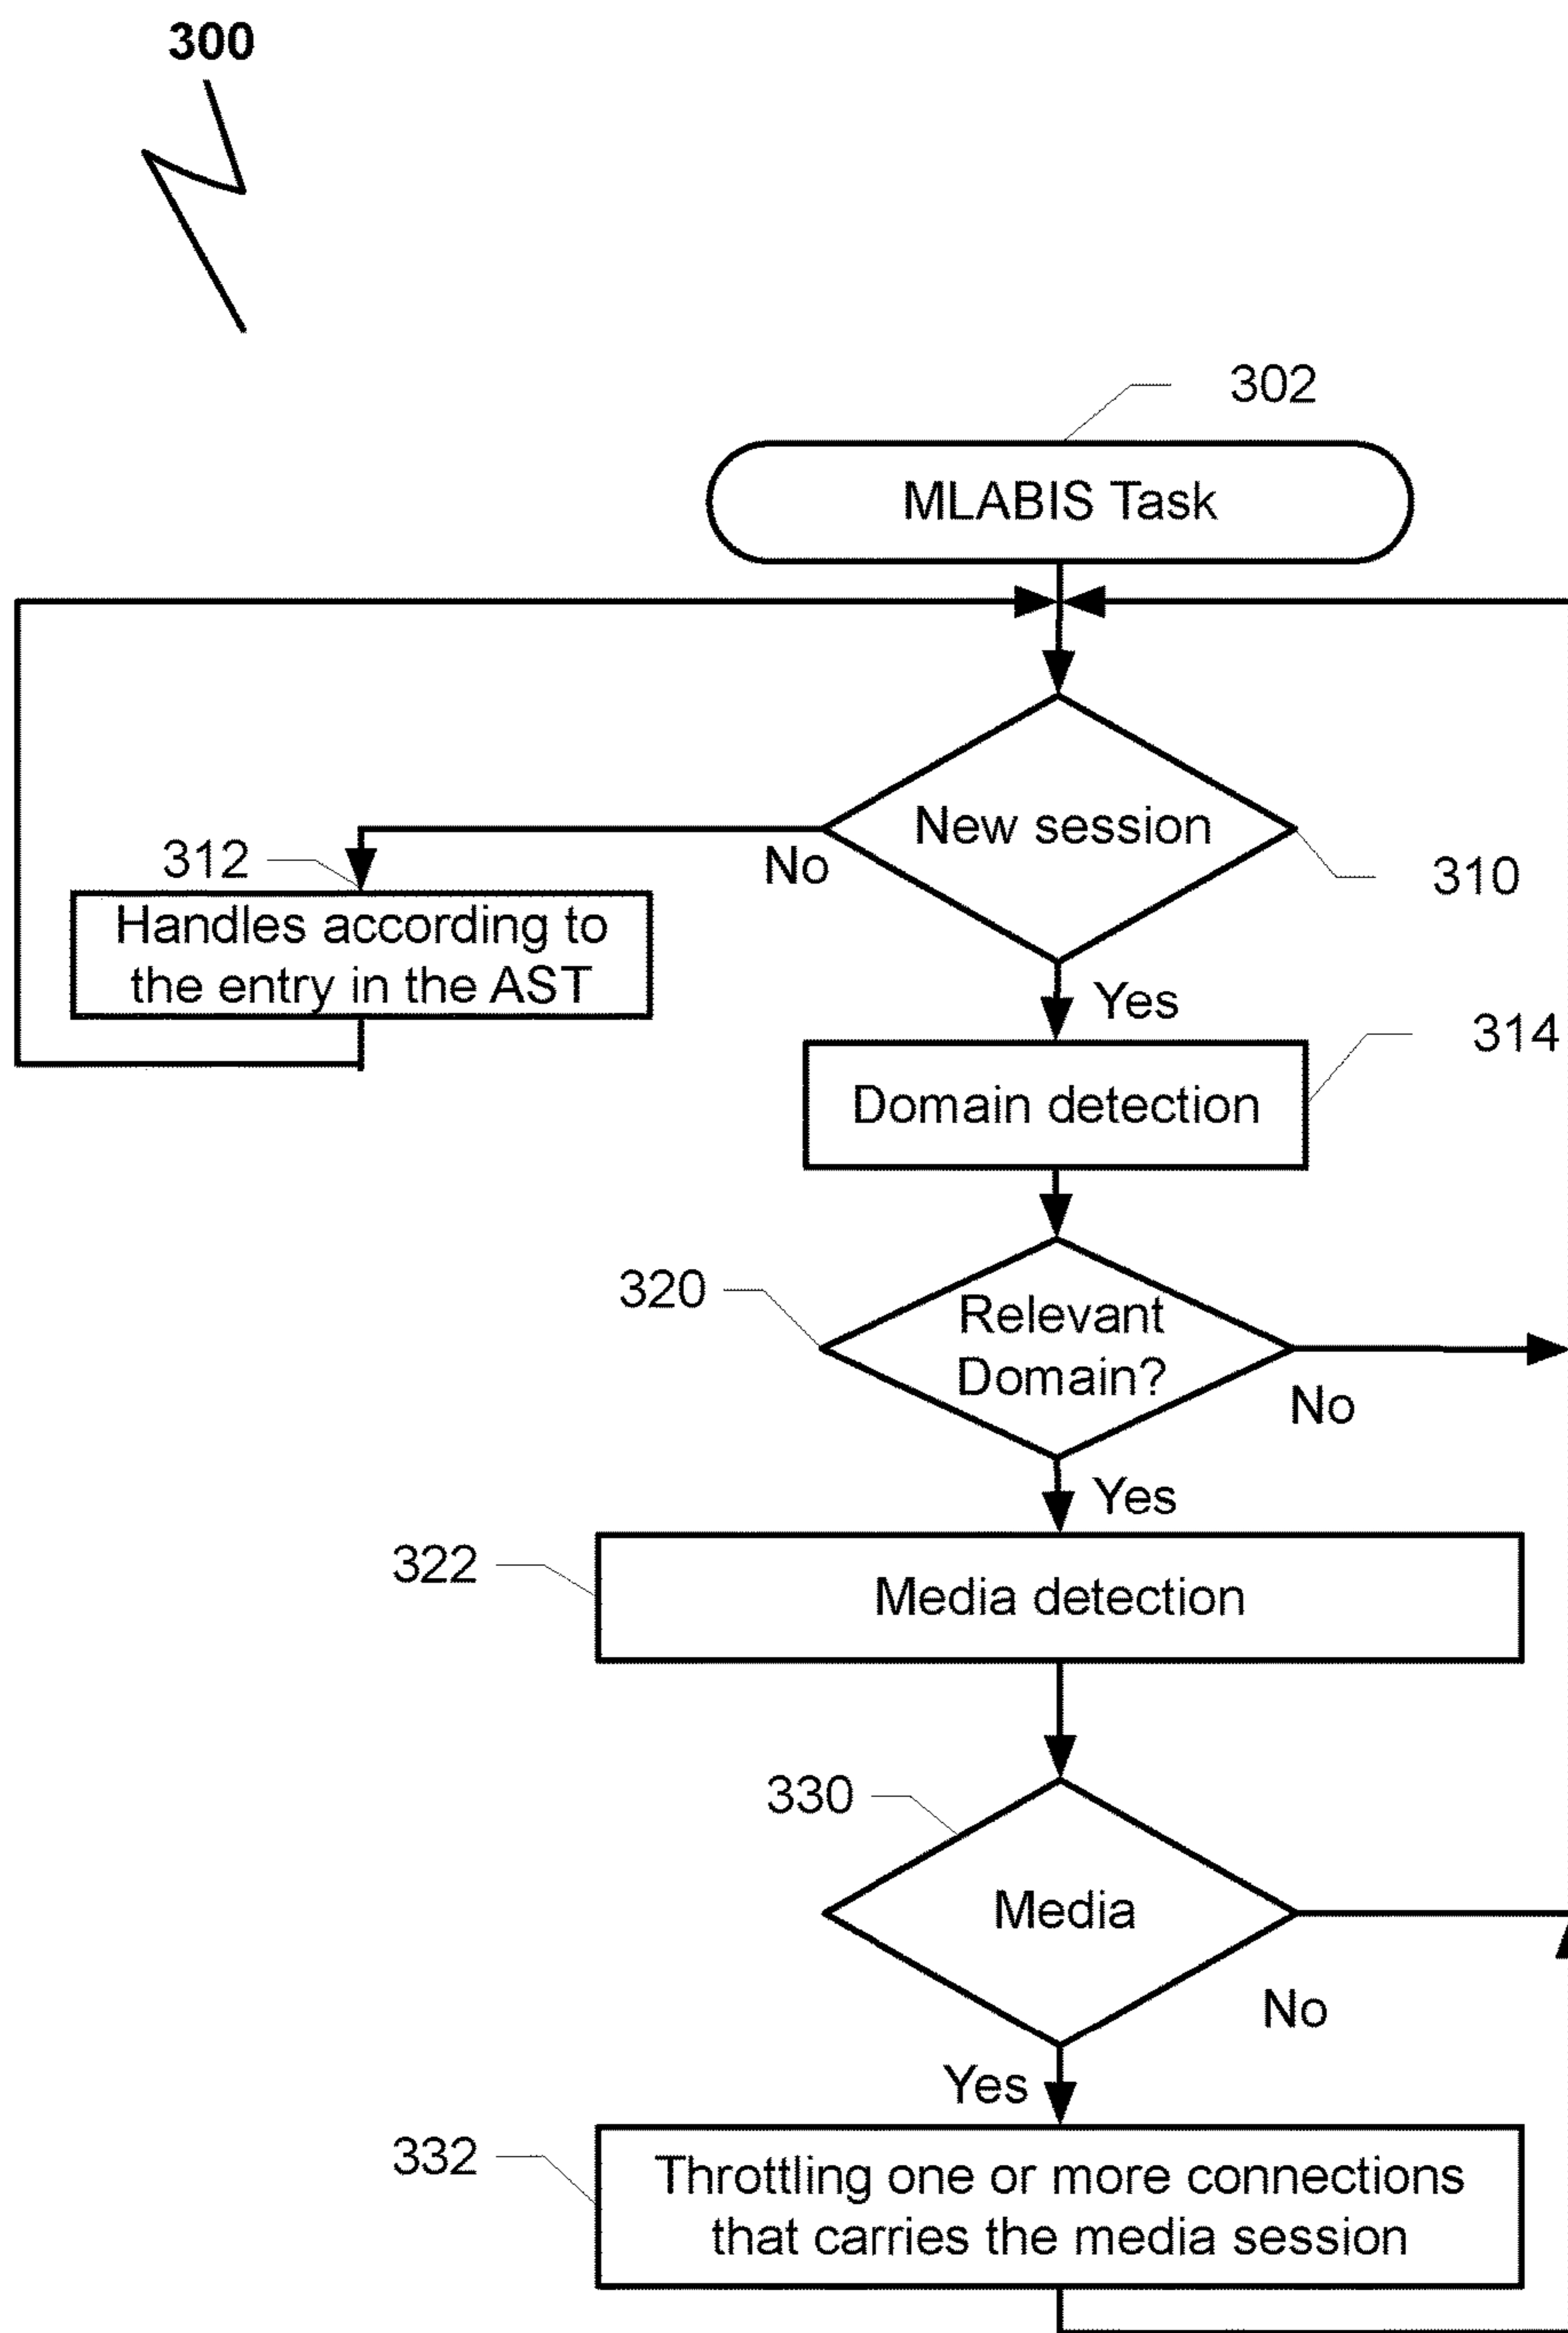 300
302
MLABIS Task
New session
310
No
312
Handles according to
the entry in the AST
Yes
314
Domain detection
320
Relevant
Domain?
No
Yes
322
Media detection
330
Media
No
Yes
332
Throttling one or more connections
that carries the media session